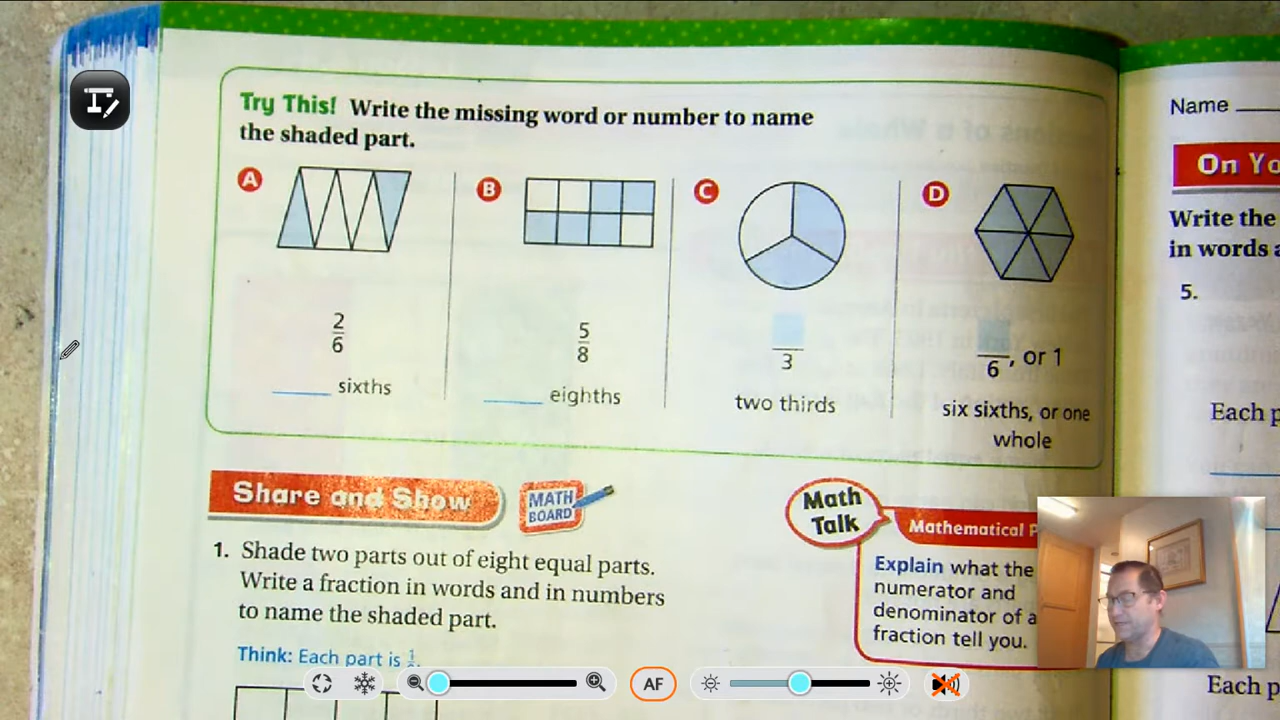 Try This! Write the missing word or number to name
the shaded part.
A
2
6
____ sixths
B
5
8
____ eighths
C
3
two thirds
D
6, or 1
six sixths, or one
whole
Share and Show
MATH
BOARD
1. Shade two parts out of eight equal parts.
Write a fraction in words and in numbers
to name the shaded part.
Think: Each part is
Math
Talk
Mathematical
Explain what the
numerator and
denominator of a
fraction tell you.
Name
On Yo
Write the
in words
5.
Each p
Each p
AF